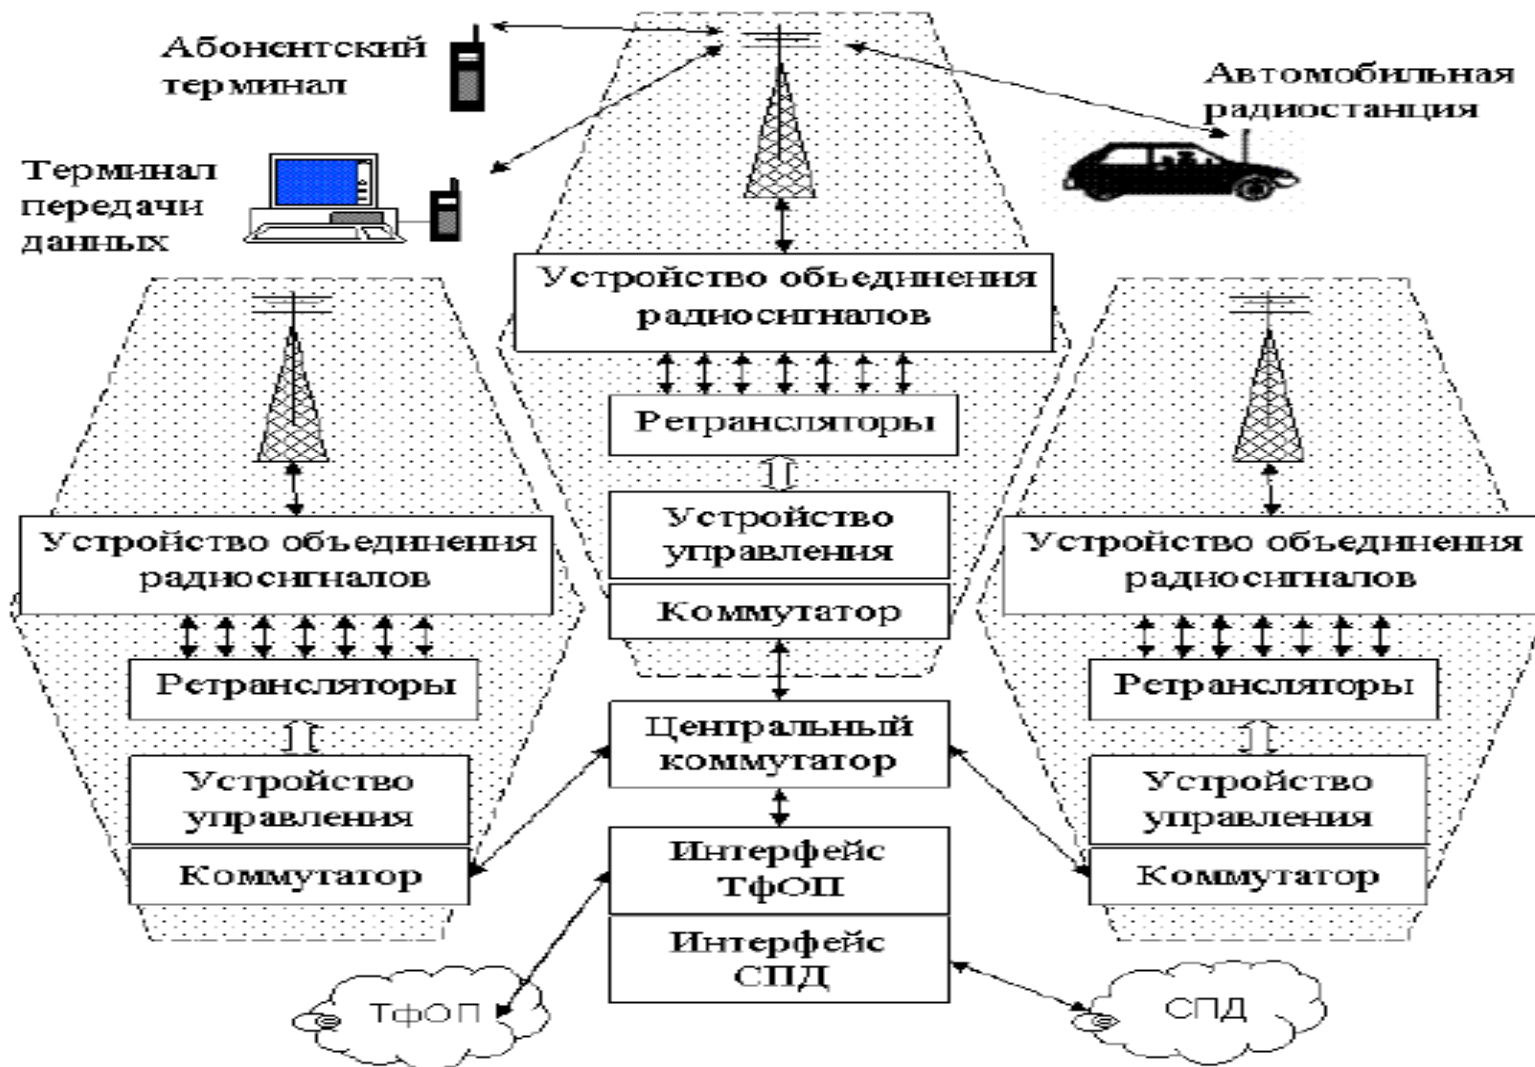 Абонентский
терминал
Автомобильная
радиостанция
Терминал
передачи
данных
Устройство объединения
радиосигналов
Ретрансляторы
Устройство
управления
Коммутатор
Устройство объединения
радиосигналов
Ретрансляторы
Устройство
управления
Коммутатор
Устройство объединения
радиосигналов
Ретрансляторы
Устройство
управления
Коммутатор
Центральный
коммутатор
Интерфейс
ТфОП
Интерфейс
СПД
ТфОП
СПД